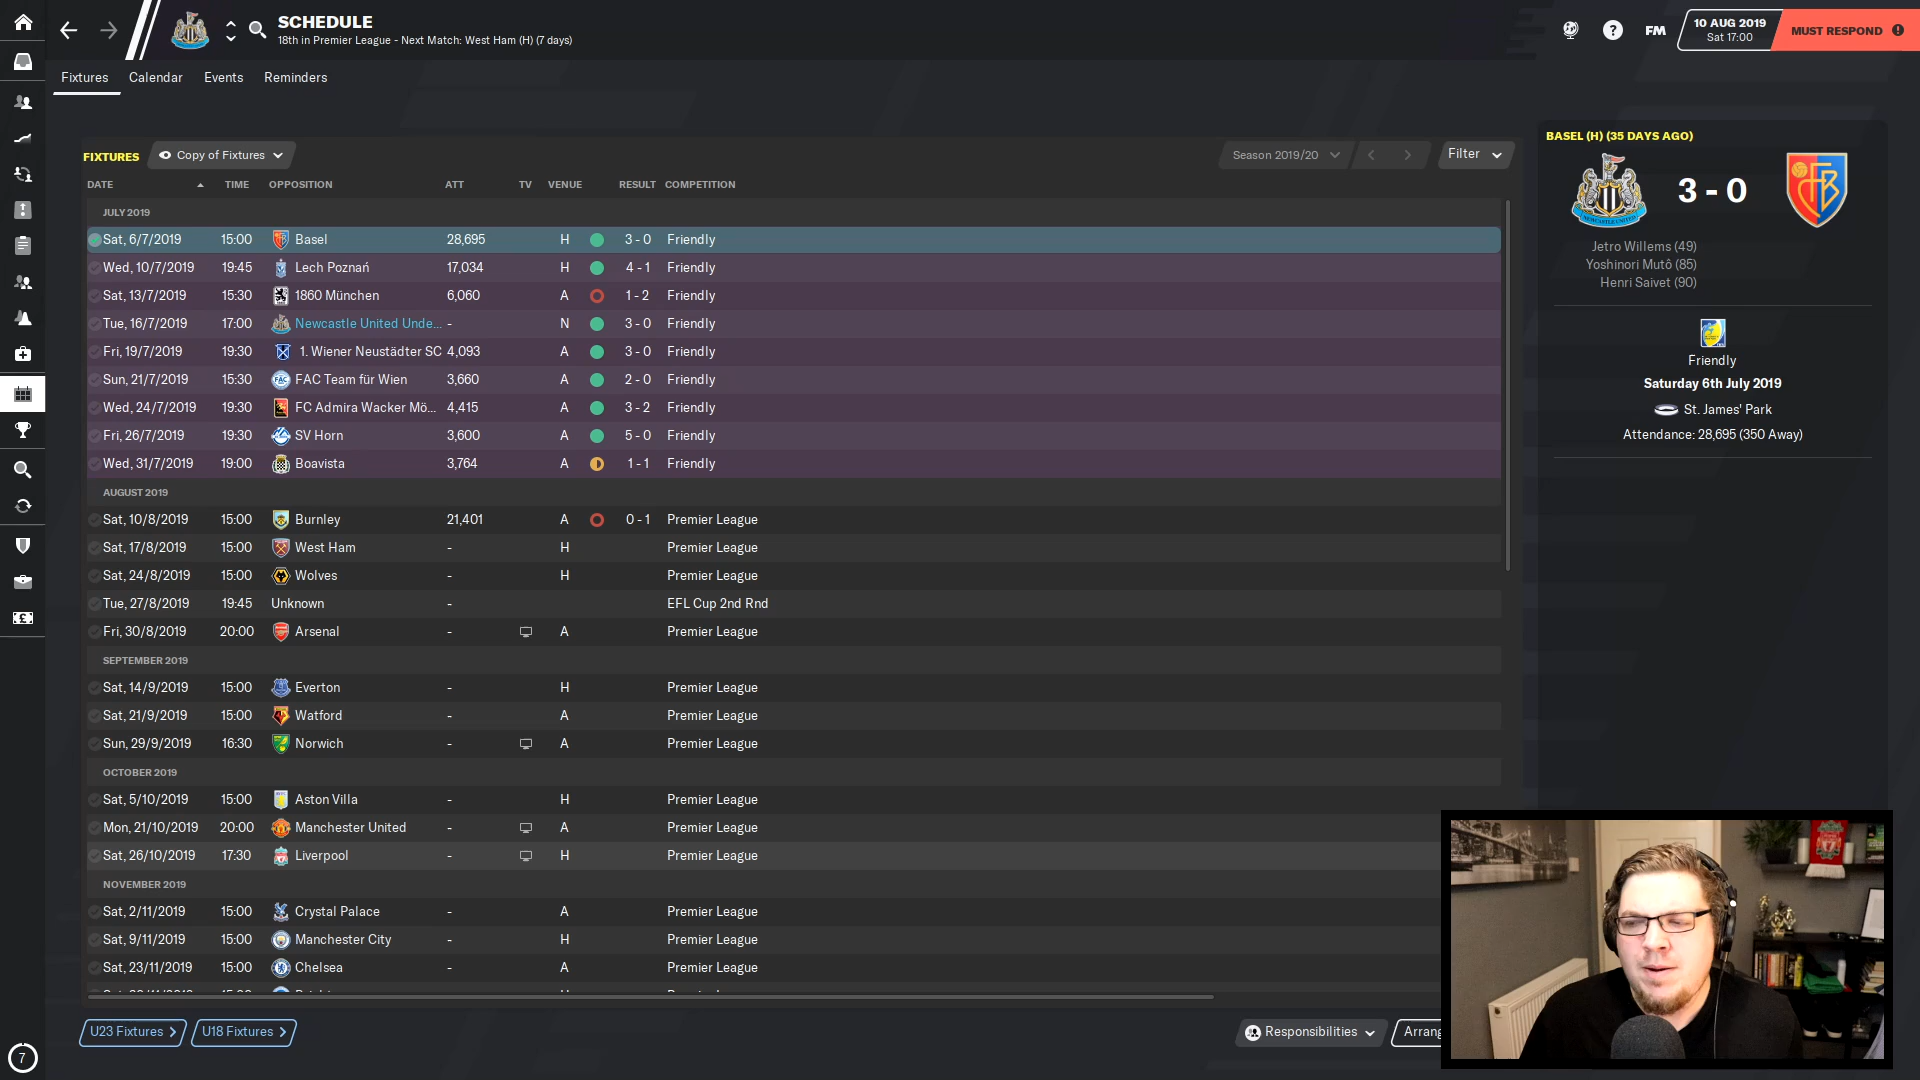 SCHEDULE
18th in Premier League - Next Match: West Ham (H) (7 days)
FM
10 AUG 2019
Sat 17:00
MUST RESPOND
Fixtures Calendar Events Reminders
FIXTURES Copy of Fixtures Season 2019/20 Filter
DATE TIME OPPOSITION ATT TV VENUE RESULT COMPETITION
JULY 2019
Sat, 6/7/2019 15:00 Basel 28,695 H 3 - 0 Friendly
Wed, 10/7/2019 19:45 Lech Poznań 17,034 H 4 - 1 Friendly
Sat, 13/7/2019 15:30 1860 München 6,060 A 1 - 2 Friendly
Tue, 16/7/2019 17:00 Newcastle United Unde... - N 3 - 0 Friendly
Fri, 19/7/2019 19:30 1. Wiener Neustädter SC 4,093 A 3 - 0 Friendly
Sun, 21/7/2019 15:30 FAC Team für Wien 3,660 A 2 - 0 Friendly
Wed, 24/7/2019 19:30 FC Admira Wacker Mö... 4,415 A 3 - 2 Friendly
Fri, 26/7/2019 19:30 SV Horn 3,600 A 5 - 0 Friendly
Wed, 31/7/2019 19:00 Boavista 3,764 A 1 - 1 Friendly
AUGUST 2019
Sat, 10/8/2019 15:00 Burnley 21,401 A 0 - 1 Premier League
Sat, 17/8/2019 15:00 West Ham - H Premier League
Sat, 24/8/2019 15:00 Wolves - H Premier League
Tue, 27/8/2019 19:45 Unknown - EFL Cup 2nd Rnd
Fri, 30/8/2019 20:00 Arsenal - A Premier League
SEPTEMBER 2019
Sat, 14/9/2019 15:00 Everton - H Premier League
Sat, 21/9/2019 15:00 Watford - A Premier League
Sun, 29/9/2019 16:30 Norwich - A Premier League
OCTOBER 2019
Sat, 5/10/2019 15:00 Aston Villa - H Premier League
Mon, 21/10/2019 20:00 Manchester United - A Premier League
Sat, 26/10/2019 17:30 Liverpool - H Premier League
NOVEMBER 2019
Sat, 2/11/2019 15:00 Crystal Palace - A Premier League
Sat, 9/11/2019 15:00 Manchester City - H Premier League
Sat, 23/11/2019 15:00 Chelsea - A Premier League
U23 Fixtures U18 Fixtures Responsibilities Arrang
7
BASEL (H) (35 DAYS AGO)
3 - 0
Jetro Willems (49)
Yoshinori Mutô (85)
Henri Saivet (90)
Friendly
Saturday 6th July 2019
St. James' Park
Attendance: 28,695 (350 Away)